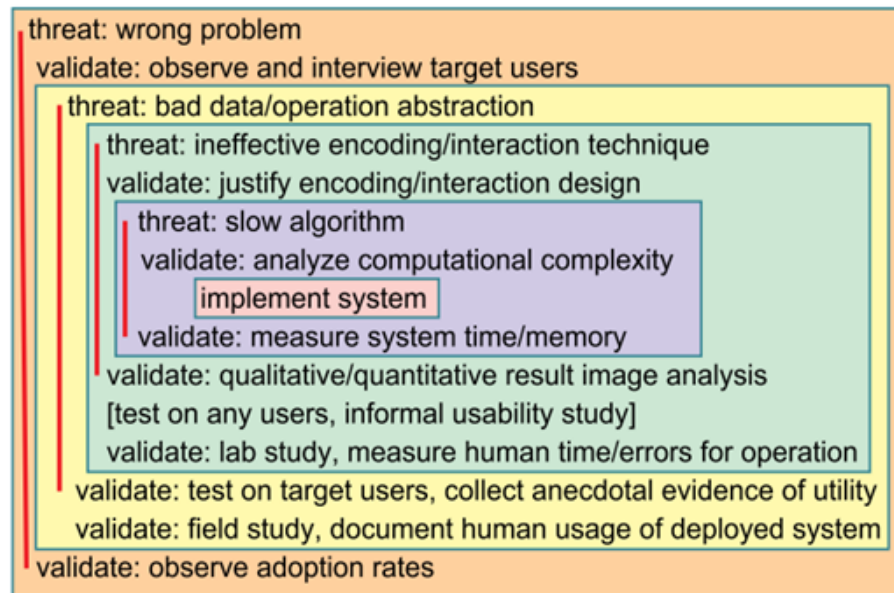 threat: wrong problem
validate: observe and interview target users
threat: bad data/operation abstraction
threat: ineffective encoding/interaction technique
validate: justify encoding/interaction design
threat: slow algorithm
validate: analyze computational complexity
implement system
validate: measure system time/memory
validate: qualitative/quantitative result image analysis
[test on any users, informal usability study]
validate: lab study, measure human time/errors for operation
validate: test on target users, collect anecdotal evidence of utility
validate: field study, document human usage of deployed system
validate: observe adoption rates